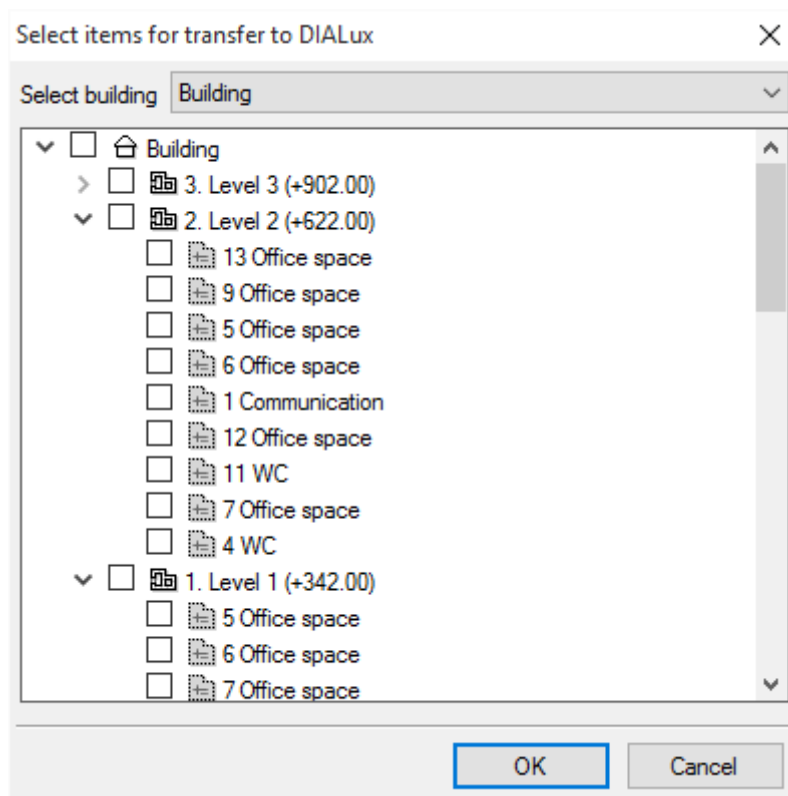 Select items for transfer to DIALux
Select building Building
Building
3. Level 3 (+902.00)
2. Level 2 (+622.00)
13 Office space
9 Office space
5 Office space
6 Office space
1 Communication
12 Office space
11 WC
7 Office space
4 WC
1. Level 1 (+342.00)
5 Office space
6 Office space
7 Office space
OK Cancel